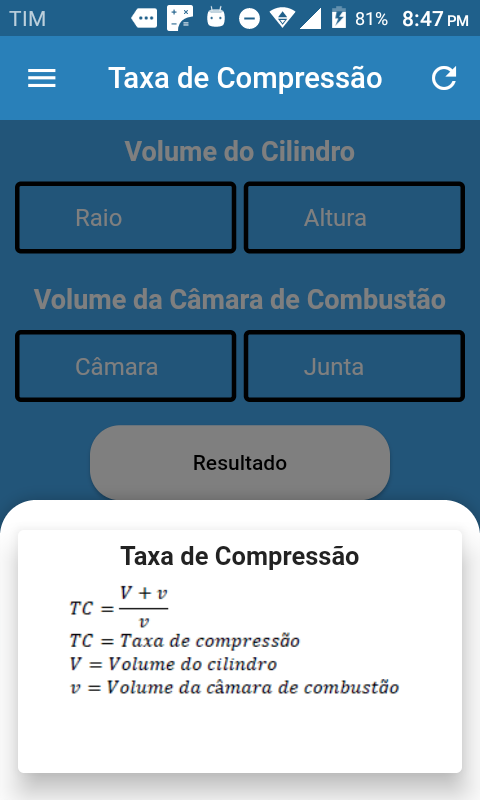 TIM 81% 8:47 PM
Taxa de Compressão
Volume do Cilindro
Raio Altura
Volume da Câmara de Combustão
Câmara Junta
Resultado
Taxa de Compressão
TC = (V + v)/v
TC = Taxa de compressão
V = Volume do cilindro
v = Volume da câmara de combustão